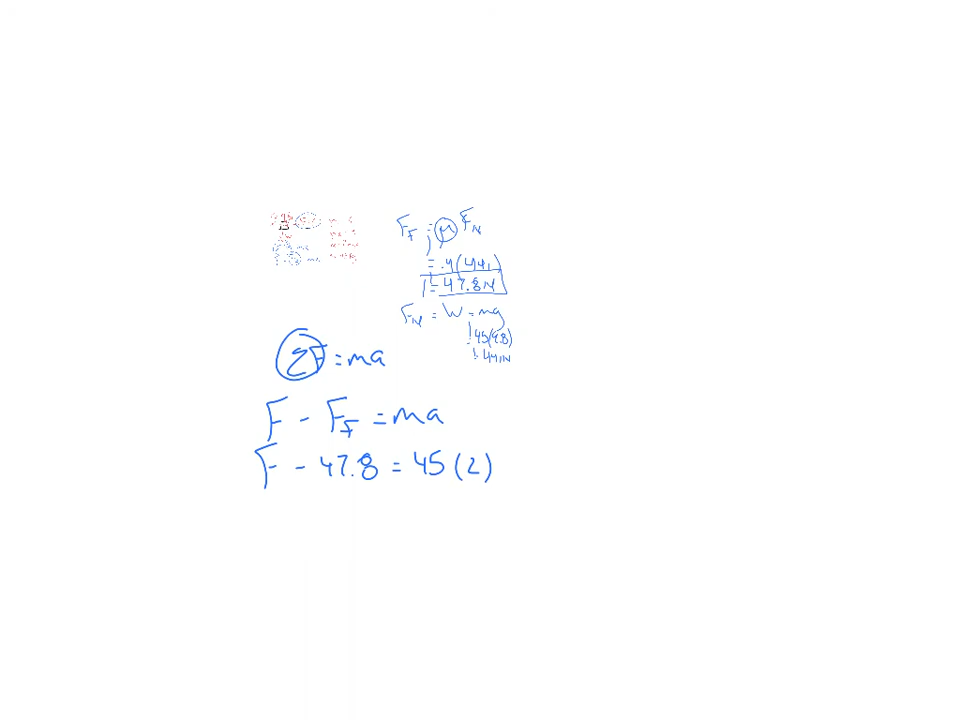 F_f = μ F_N
= .4(441)
= 47.8N
F_N = W = mg
= 45(9.8)
= 441N
ΣF = ma
F - F_f = ma
F - 47.8 = 45(2)